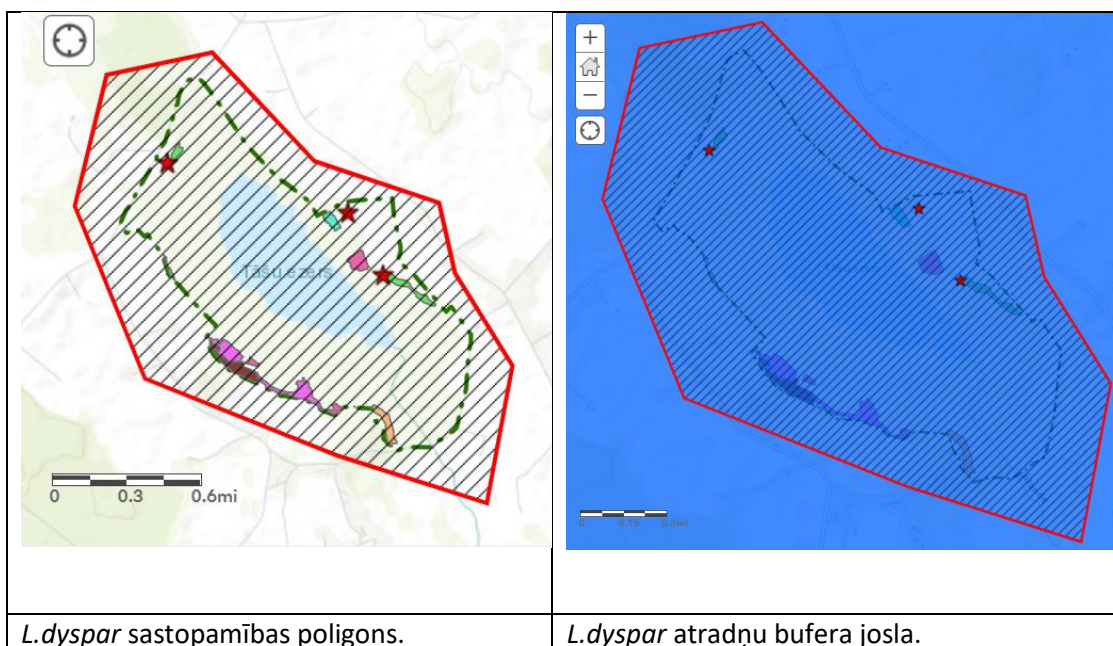 Tāšu ezers
0 0.3 0.6mi
+
−
0 0.15 0.3mi
L.dyspar sastopamības poligons.
L.dyspar atradņu bufera josla.